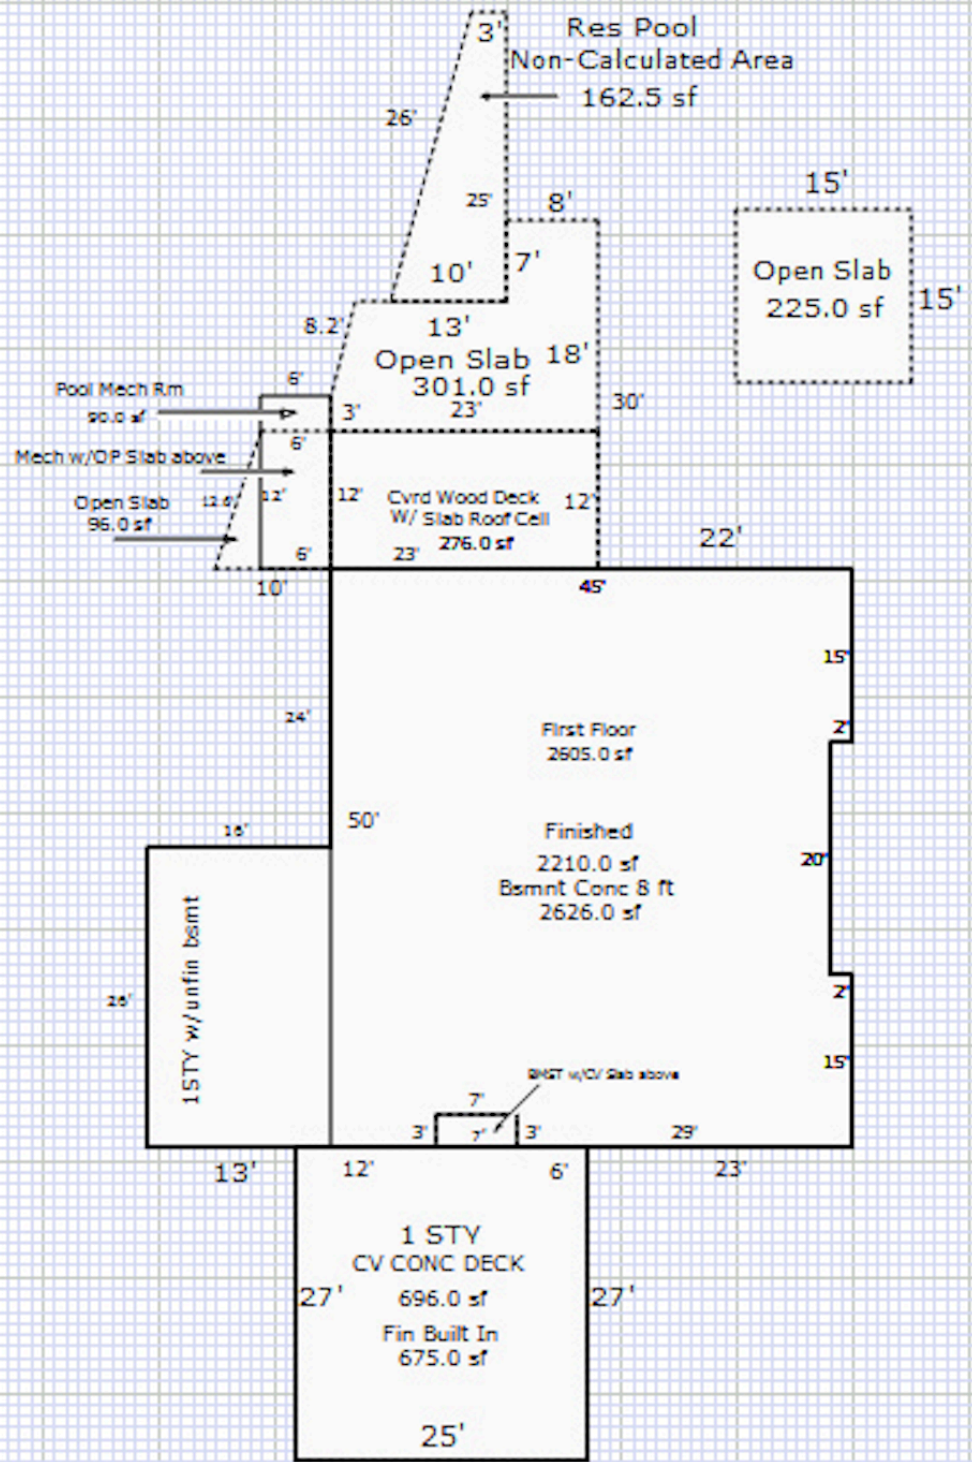 3'
Res Pool
Non-Calculated Area
162.5 sf
26'
25'
8'
15'
10'
7'
Open Slab
225.0 sf
15'
8.2'
13'
Open Slab
301.0 sf
18'
6'
Pool Mech Rm
90.0 sf
3'
23'
30'
6'
Mech w/OP Slab above
Open Slab
96.0 sf
12.6'
12'
12'
Cvrd Wood Deck
W/ Slab Roof Ceil
276.0 sf
12'
6'
23'
22'
10'
45'
15'
24'
2'
First Floor
2605.0 sf
50'
16'
Finished
2210.0 sf
20'
Bsmnt Conc 8 ft
2626.0 sf
1STY w/unfin bsmt
26'
2'
15'
BMST w/CV Slab above
7'
3'
7'
3'
29'
13'
12'
6'
23'
1 STY
CV CONC DECK
27'
696.0 sf
27'
Fin Built In
675.0 sf
25'